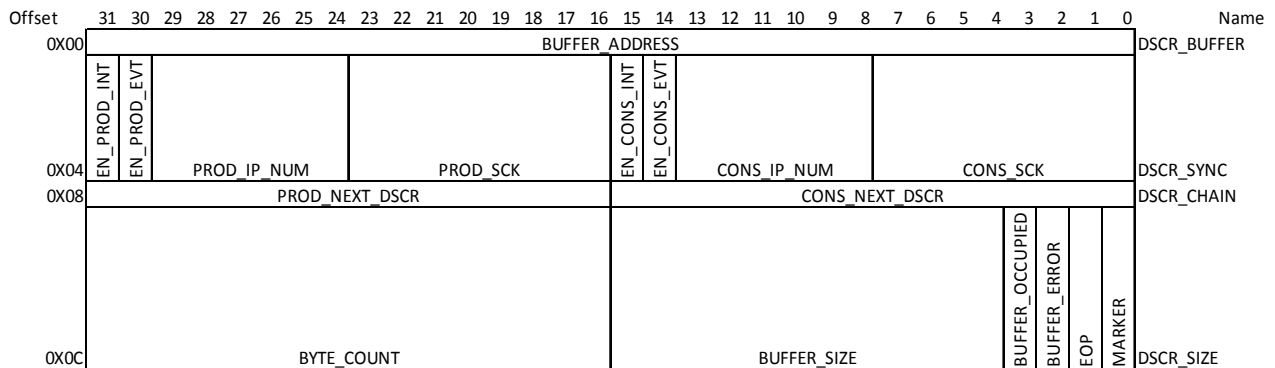 Offset 31 30 29 28 27 26 25 24 23 22 21 20 19 18 17 16 15 14 13 12 11 10 9 8 7 6 5 4 3 2 1 0 Name
0X00 BUFFER_ADDRESS DSCR_BUFFER
EN_PROD_INT
EN_PROD_EVT
EN_CONS_INT
EN_CONS_EVT
0X04 PROD_IP_NUM PROD_SCK CONS_IP_NUM CONS_SCK DSCR_SYNC
0X08 PROD_NEXT_DSCR CONS_NEXT_DSCR DSCR_CHAIN
BUFFER_OCCUPIED
BUFFER_ERROR
EOP
MARKER
0X0C BYTE_COUNT BUFFER_SIZE DSCR_SIZE